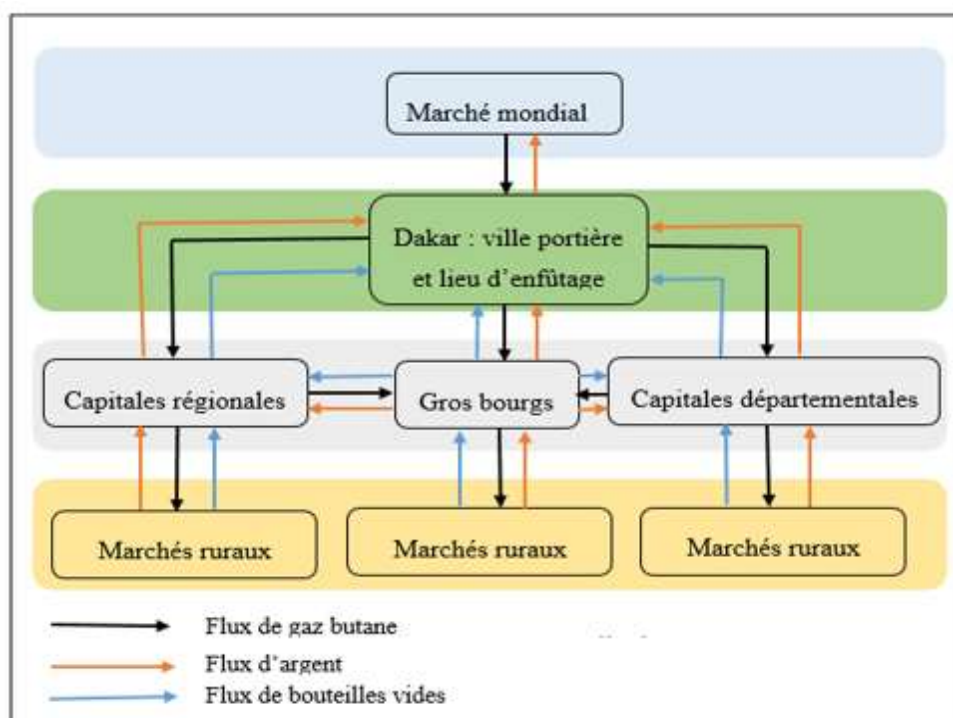 Marché mondial
Dakar : ville portière
et lieu d’enfûtage
Capitales régionales
Gros bourgs
Capitales départementales
Marchés ruraux
Marchés ruraux
Marchés ruraux
Flux de gaz butane
Flux d’argent
Flux de bouteilles vides